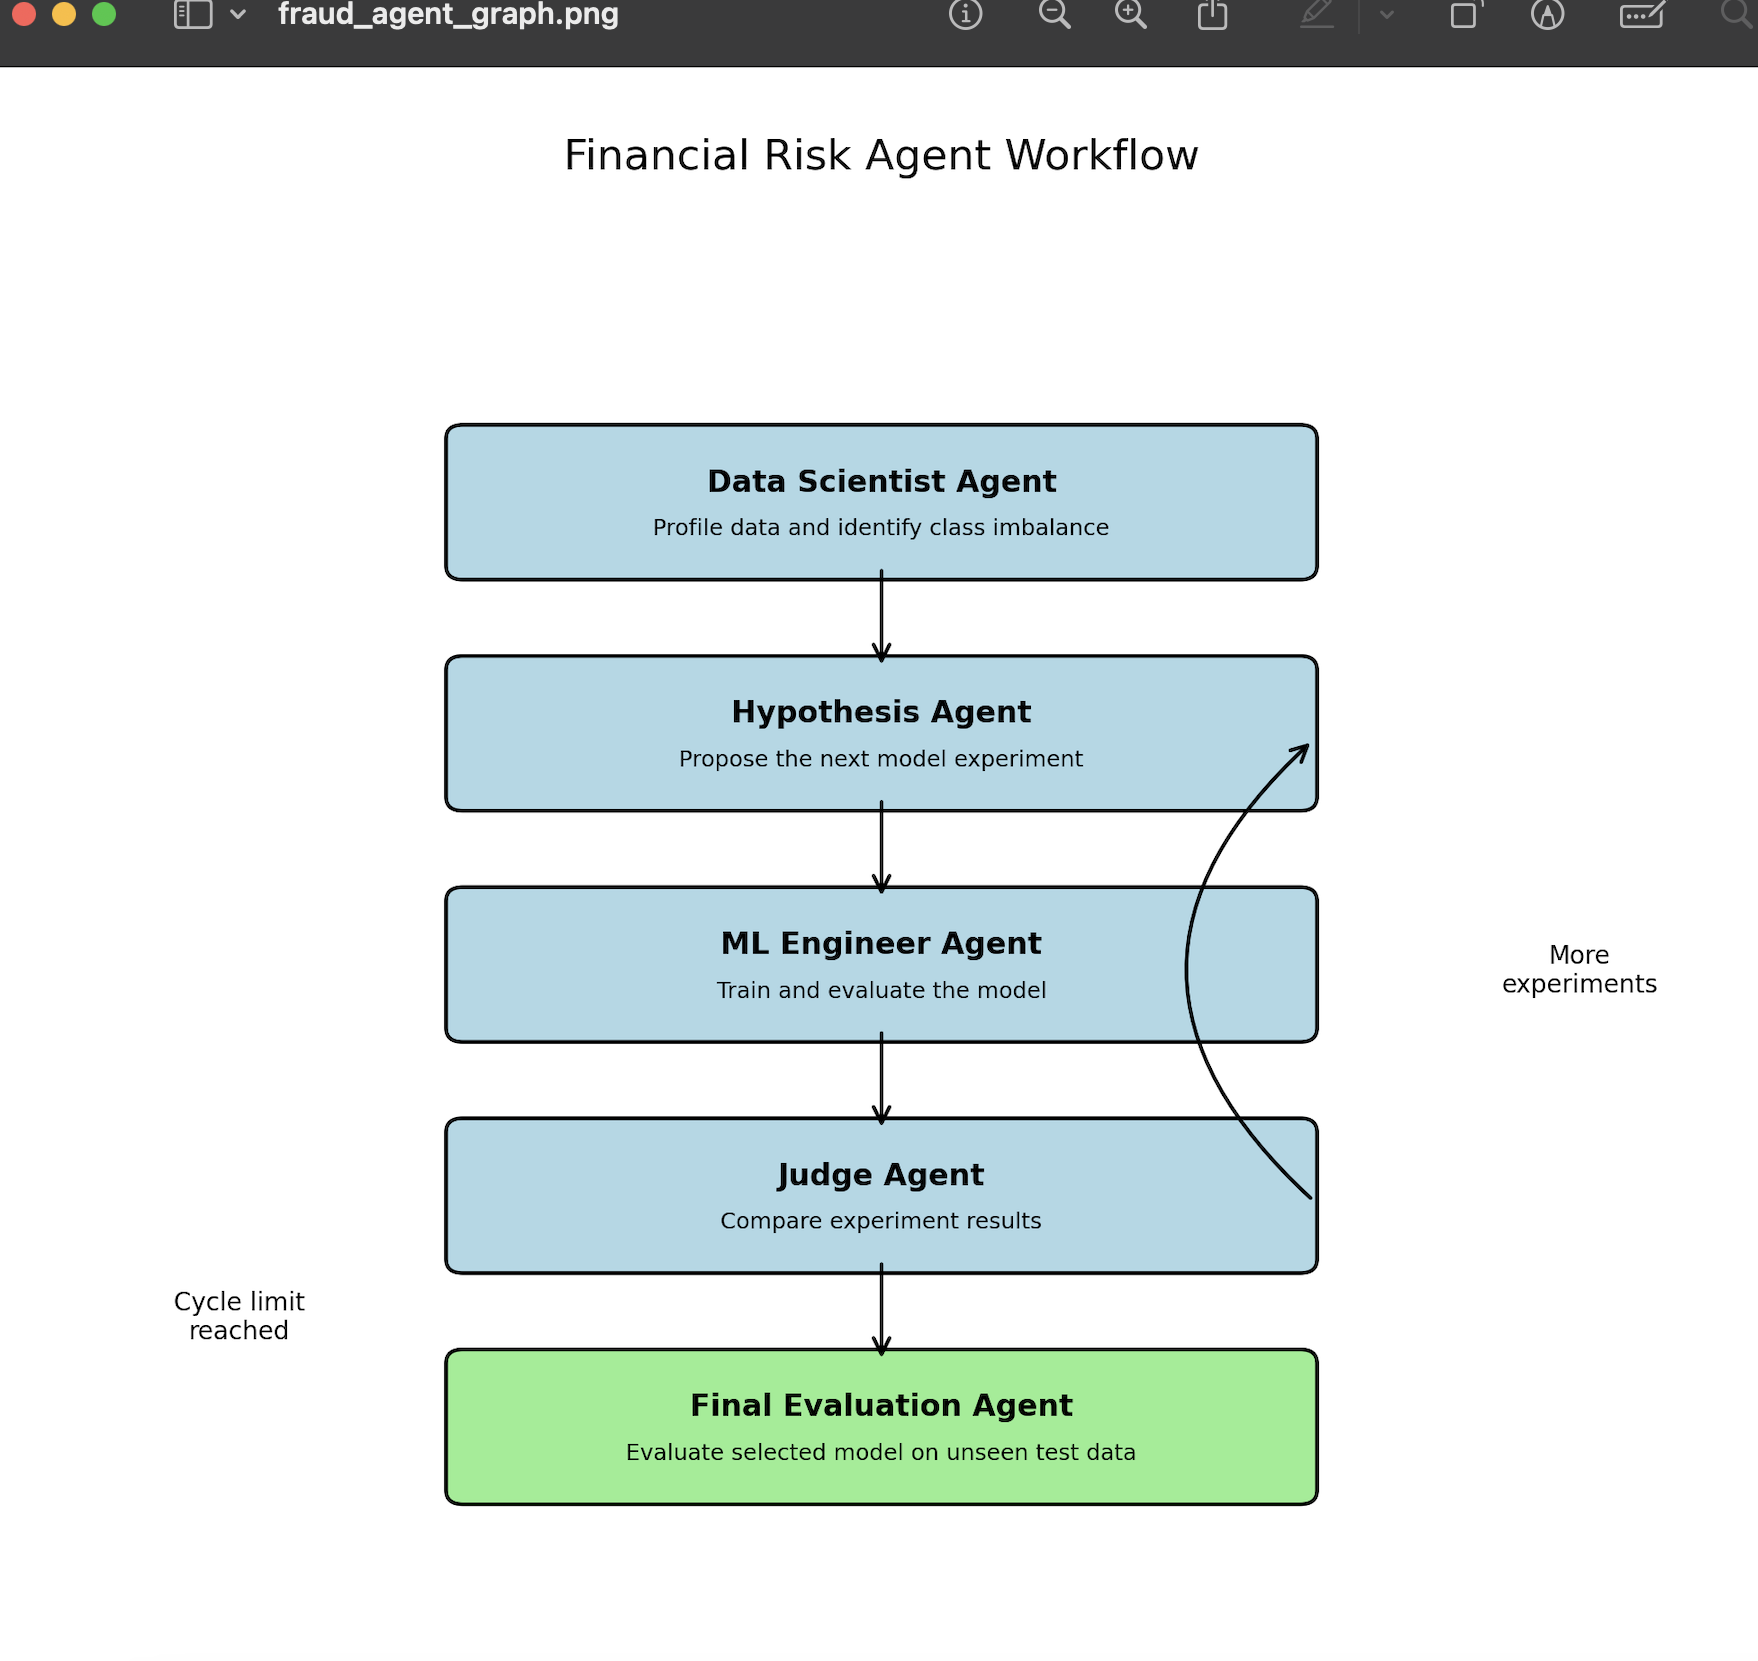 fraud_agent_graph.png
Financial Risk Agent Workflow
Data Scientist Agent
Profile data and identify class imbalance
Hypothesis Agent
Propose the next model experiment
ML Engineer Agent
Train and evaluate the model
More
experiments
Judge Agent
Compare experiment results
Cycle limit
reached
Final Evaluation Agent
Evaluate selected model on unseen test data